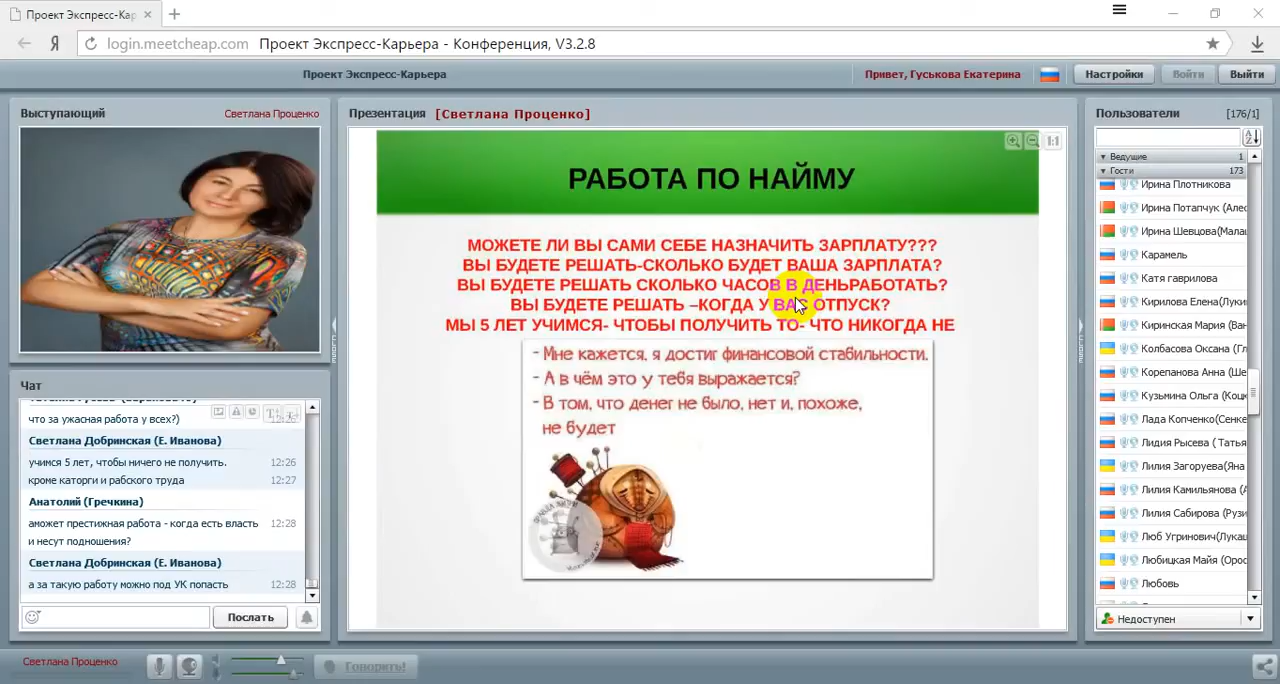 Проект Экспресс-Кар
login.meetcheap.com Проект Экспресс-Карьера - Конференция, V3.2.8
Проект Экспресс-Карьера
Привет, Гуськова Екатерина
Настройки
Войти
Выйти
Выступающий
Светлана Проценко
Чат
что за ужасная работа у всех?)
12:26
Светлана Добринская (Е. Иванова)
учимся 5 лет, чтобы ничего не получить.
12:26
кроме каторги и рабского труда
12:27
Анатолий (Гречкина)
аможет престижная работа - когда есть власть
12:28
и несут подношения?
Светлана Добринская (Е. Иванова)
а за такую работу можно под УК попасть
12:28
Послать
Презентация [Светлана Проценко]
1:1
РАБОТА ПО НАЙМУ
МОЖЕТЕ ЛИ ВЫ САМИ СЕБЕ НАЗНАЧИТЬ ЗАРПЛАТУ???
ВЫ БУДЕТЕ РЕШАТЬ-СКОЛЬКО БУДЕТ ВАША ЗАРПЛАТА?
ВЫ БУДЕТЕ РЕШАТЬ СКОЛЬКО ЧАСОВ В ДЕНЬРАБОТАТЬ?
ВЫ БУДЕТЕ РЕШАТЬ –КОГДА У ВАС ОТПУСК?
МЫ 5 ЛЕТ УЧИМСЯ- ЧТОБЫ ПОЛУЧИТЬ ТО- ЧТО НИКОГДА НЕ
- Мне кажется, я достиг финансовой стабильности.
- А в чём это у тебя выражается?
- В том, что денег не было, нет и, похоже,
не будет
Пользователи
[176/1]
Ведущие 1
Гости 173
Ирина Плотникова
Ирина Потапчук (Алес
Ирина Шевцова(Малац
Карамель
Катя гаврилова
Кирилова Елена(Лукин
Киринская Мария (Ван
Колбасова Оксана (Гл
Корепанова Анна (Ше
Кузьмина Ольга (Коце
Лада Копченко(Сенке
Лидия Рысева ( Татья
Лилия Загоруева(Яна
Лилия Камильянова (А
Лилия Сабирова (Рузи
Люб Угринович(Лукаш
Любицкая Майя (Орос
Любовь
Недоступен
Светлана Проценко
Говорить!